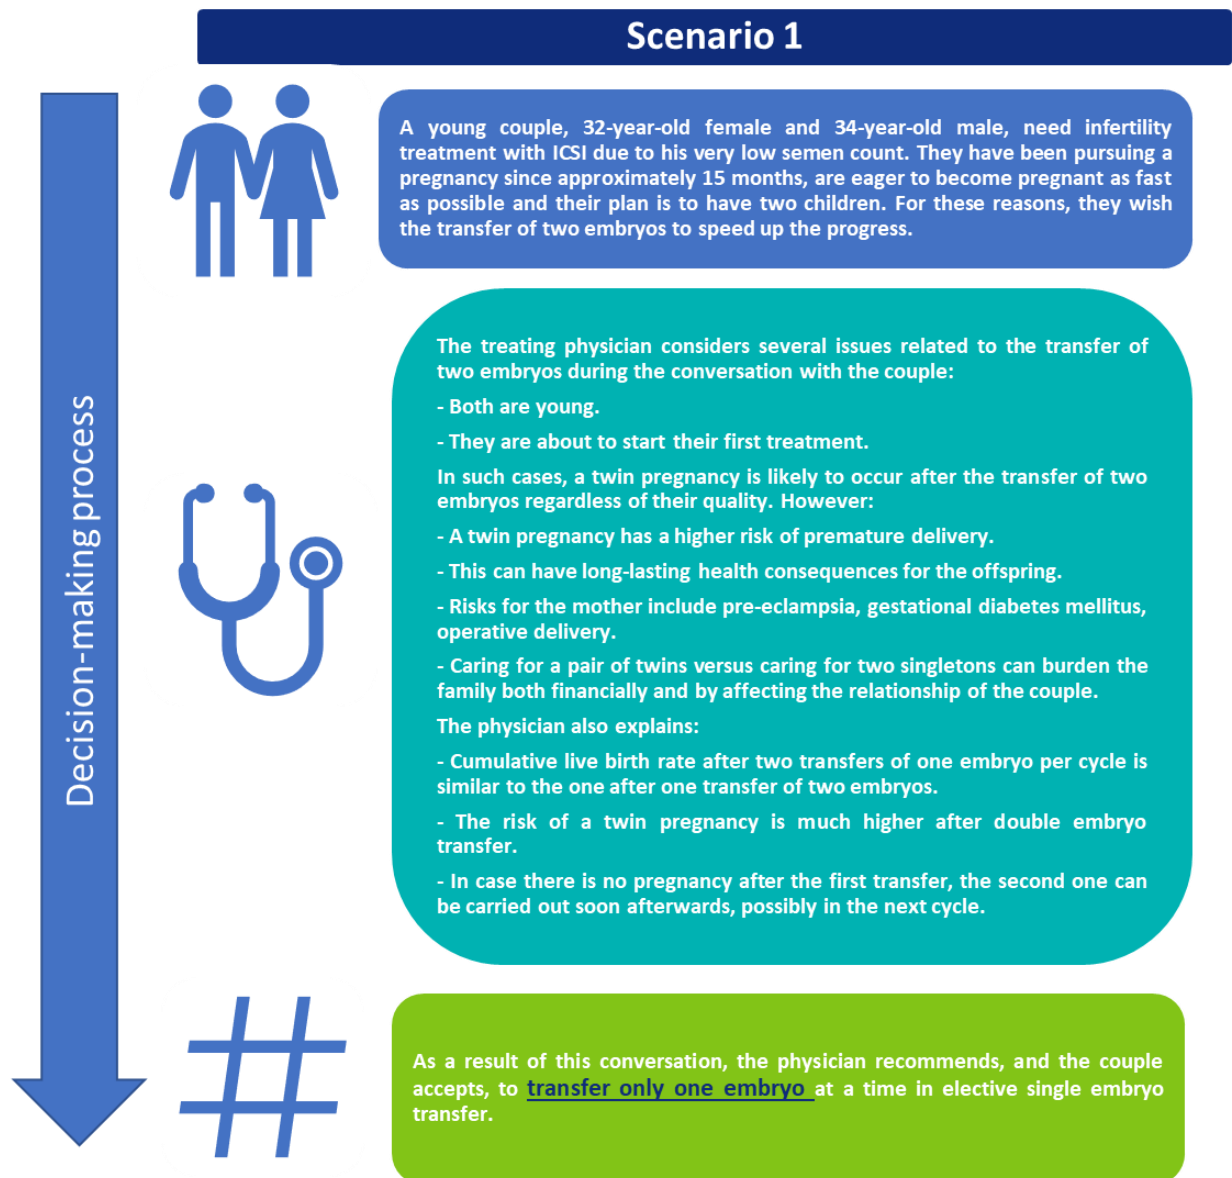 Scenario 1
A young couple, 32-year-old female and 34-year-old male, need infertility
treatment with ICSI due to his very low semen count. They have been pursuing a
pregnancy since approximately 15 months, are eager to become pregnant as fast
as possible and their plan is to have two children. For these reasons, they wish
the transfer of two embryos to speed up the progress.
Decision-making process
The treating physician considers several issues related to the transfer of
two embryos during the conversation with the couple:
- Both are young.
- They are about to start their first treatment.
In such cases, a twin pregnancy is likely to occur after the transfer of two
embryos regardless of their quality. However:
- A twin pregnancy has a higher risk of premature delivery.
- This can have long-lasting health consequences for the offspring.
- Risks for the mother include pre-eclampsia, gestational diabetes mellitus,
operative delivery.
- Caring for a pair of twins versus caring for two singletons can burden the
family both financially and by affecting the relationship of the couple.
The physician also explains:
- Cumulative live birth rate after two transfers of one embryo per cycle is
similar to the one after one transfer of two embryos.
- The risk of a twin pregnancy is much higher after double embryo
transfer.
- In case there is no pregnancy after the first transfer, the second one can
be carried out soon afterwards, possibly in the next cycle.
As a result of this conversation, the physician recommends, and the couple
accepts, to transfer only one embryo at a time in elective single embryo
transfer.